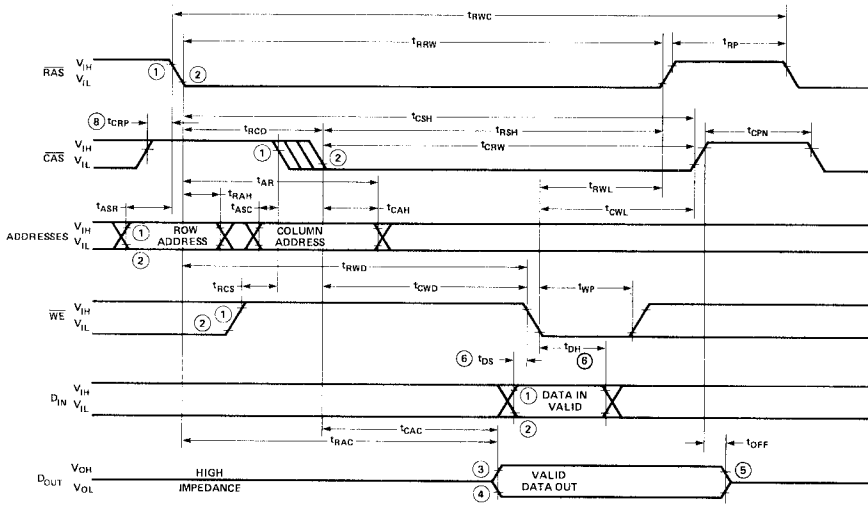 tRWC
tRRW
tRP
RAS VIH ① ②
VIL
tCSH
⑧ tCRP
tRCD
tRSH
tCRW
tCPN
CAS VIH ① ②
VIL
tAR
tRAH
tRWL
tASR
tASC
tCAH
tCWL
ADDRESSES VIH ① ROW ADDRESS COLUMN ADDRESS
VIL ②
tRWD
tRCS
tCWD
tWP
WE VIH ①
VIL ②
⑥ tDS
tDH ⑥
DIN VIH ① DATA IN
VIL ② VALID
tCAC
tRAC
tOFF
DOUT VOH HIGH ③ VALID ⑤
VOL IMPEDANCE ④ DATA OUT